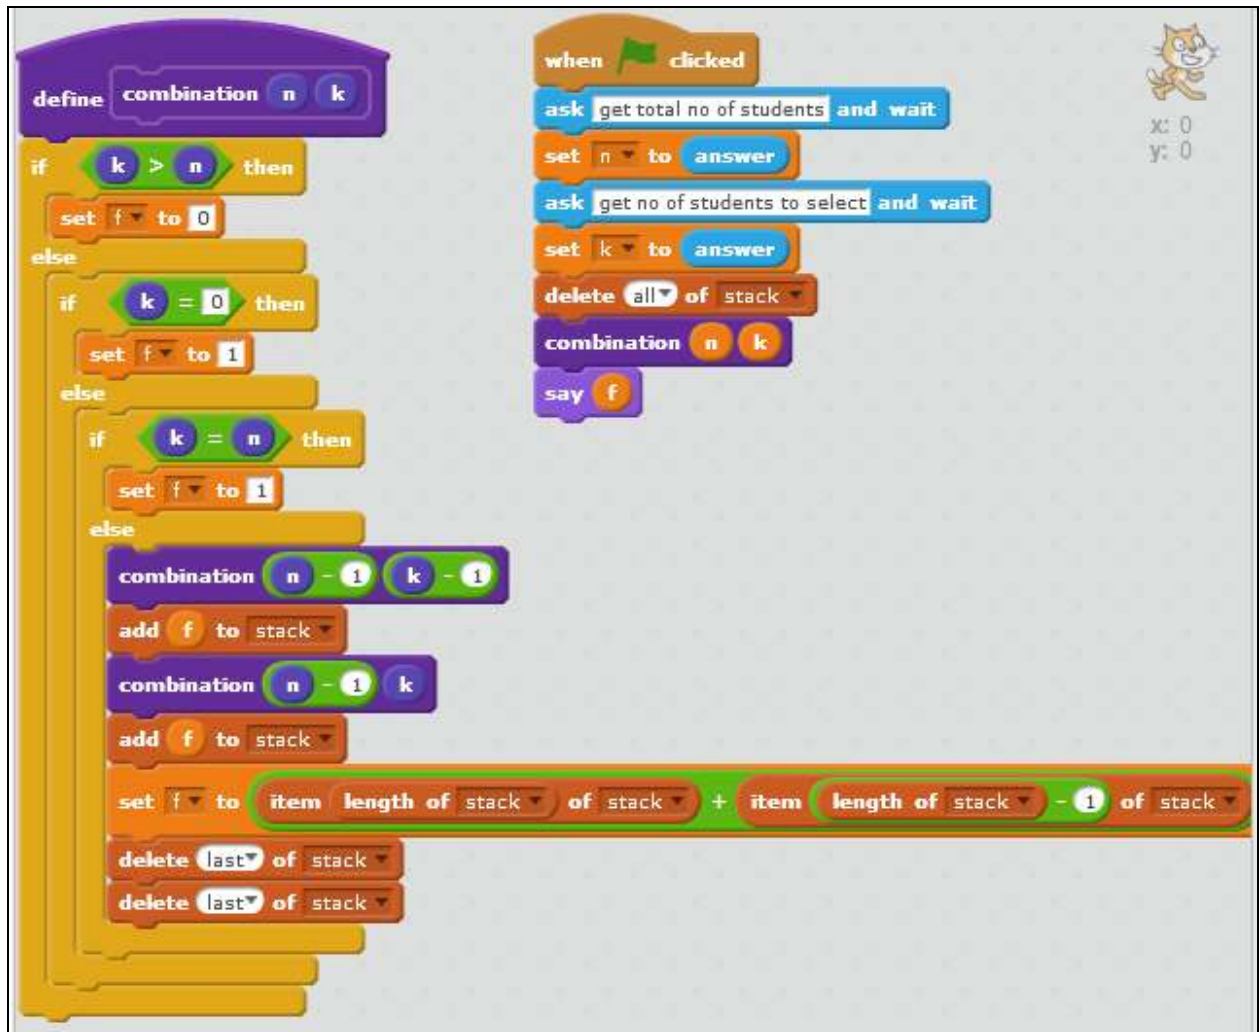 define combination n k
if k > n then
set f to 0
else
if k = 0 then
set f to 1
else
if k = n then
set f to 1
else
combination n - 1 k - 1
add f to stack
combination n - 1 k
add f to stack
set f to item length of stack of stack + item length of stack - 1 of stack
delete last of stack
delete last of stack
when clicked
ask get total no of students and wait
set n to answer
ask get no of students to select and wait
set k to answer
delete all of stack
combination n k
say f
x: 0
y: 0